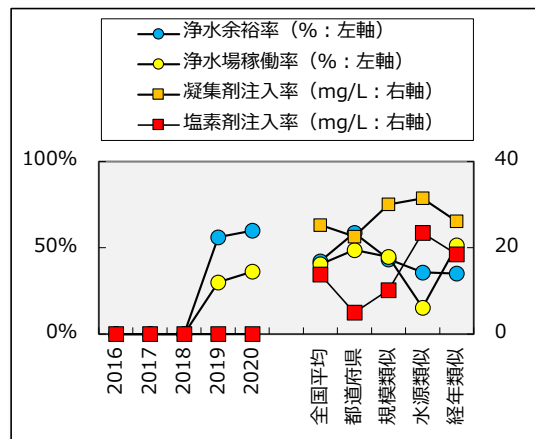 浄水余裕率（%：左軸）
浄水場稼働率（%：左軸）
凝集剤注入率（mg/L：右軸）
塩素剤注入率（mg/L：右軸）
100%
50%
0%
40
20
0
2016
2017
2018
2019
2020
全国平均
都道府県
規模類似
水源類似
経年類似